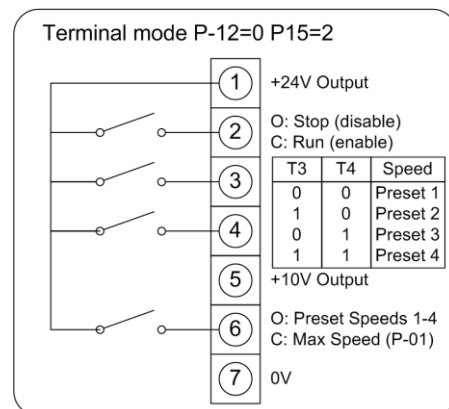 Terminal mode P-12=0 P15=2
1 +24V Output
2 O: Stop (disable)
C: Run (enable)
T3 T4 Speed
3 0 0 Preset 1
1 0 Preset 2
0 1 Preset 3
4 1 1 Preset 4
5 +10V Output
6 O: Preset Speeds 1-4
C: Max Speed (P-01)
7 0V